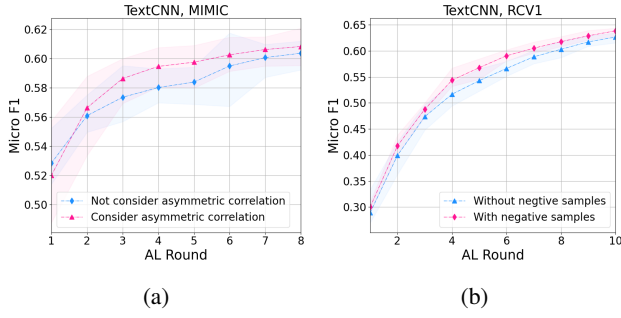 TextCNN, MIMIC
0.62
0.60
0.58
0.56
0.54
0.52
0.50
Micro F1
Not consider asymmetric correlation
Consider asymmetric correlation
1 2 3 4 5 6 7 8
AL Round
(a)
TextCNN, RCV1
0.65
0.60
0.55
0.50
0.45
0.40
0.35
0.30
Micro F1
Without negtive samples
With negative samples
2 4 6 8 10
AL Round
(b)